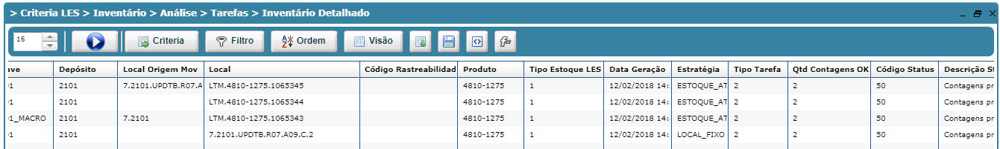 > Criteria LES > Inventário > Análise > Tarefas > Inventário Detalhado
16 Criteria Filtro Ordem Visão
ave Depósito Local Origem Mov Local Código Rastreabilidad Produto Tipo Estoque LES Data Geração Estratégia Tipo Tarefa Qtd Contagens OK Código Status Descrição St
01 2101 7.2101.UPDTB.R07.A LTM.4810-1275.1065345 4810-1275 1 12/02/2018 14: ESTOQUE_AT 2 2 50 Contagens pr
01 2101 LTM.4810-1275.1065344 4810-1275 1 12/02/2018 14: ESTOQUE_AT 2 2 50 Contagens pr
01_MACRO 2101 7.2101 LTM.4810-1275.1065343 4810-1275 1 12/02/2018 14: ESTOQUE_AT 2 2 50 Contagens pr
01 2101 7.2101.UPDTB.R07.A09.C.2 4810-1275 1 12/02/2018 14: LOCAL_FIXO 2 2 50 Contagens pr